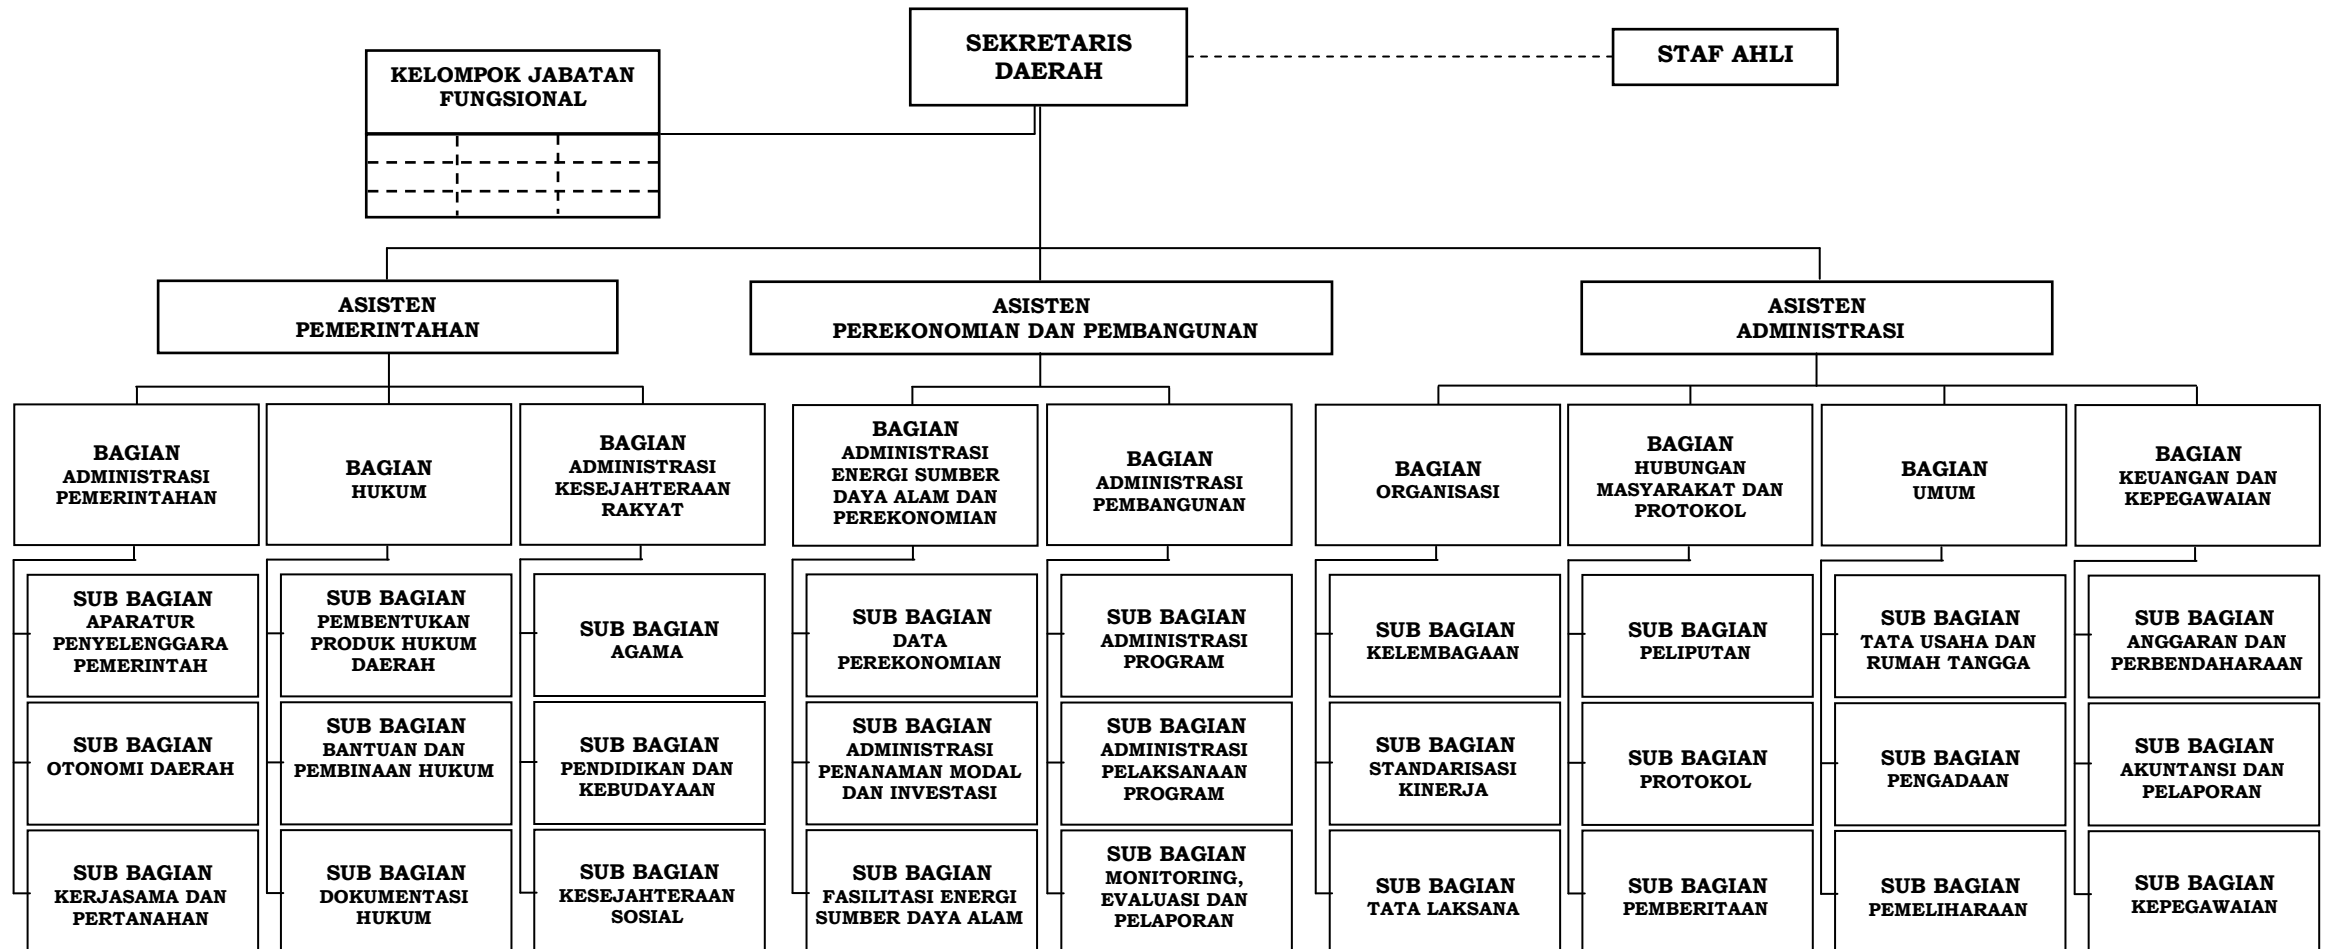 SEKRETARIS
DAERAH
STAF AHLI
KELOMPOK JABATAN
FUNGSIONAL
ASISTEN
PEMERINTAHAN
ASISTEN
PEREKONOMIAN DAN PEMBANGUNAN
ASISTEN
ADMINISTRASI
BAGIAN
ADMINISTRASI
PEMERINTAHAN
BAGIAN
HUKUM
BAGIAN
ADMINISTRASI
KESEJAHTERAAN
RAKYAT
BAGIAN
ADMINISTRASI
ENERGI SUMBER
DAYA ALAM DAN
PEREKONOMIAN
BAGIAN
ADMINISTRASI
PEMBANGUNAN
BAGIAN
ORGANISASI
BAGIAN
HUBUNGAN
MASYARAKAT DAN
PROTOKOL
BAGIAN
UMUM
BAGIAN
KEUANGAN DAN
KEPEGAWAIAN
SUB BAGIAN
APARATUR
PENYELENGGARA
PEMERINTAH
SUB BAGIAN
PEMBENTUKAN
PRODUK HUKUM
DAERAH
SUB BAGIAN
AGAMA
SUB BAGIAN
DATA
PEREKONOMIAN
SUB BAGIAN
ADMINISTRASI
PROGRAM
SUB BAGIAN
KELEMBAGAAN
SUB BAGIAN
PELIPUTAN
SUB BAGIAN
TATA USAHA DAN
RUMAH TANGGA
SUB BAGIAN
ANGGARAN DAN
PERBENDAHARAAN
SUB BAGIAN
OTONOMI DAERAH
SUB BAGIAN
BANTUAN DAN
PEMBINAAN HUKUM
SUB BAGIAN
PENDIDIKAN DAN
KEBUDAYAAN
SUB BAGIAN
ADMINISTRASI
PENANAMAN MODAL
DAN INVESTASI
SUB BAGIAN
ADMINISTRASI
PELAKSANAAN
PROGRAM
SUB BAGIAN
STANDARISASI
KINERJA
SUB BAGIAN
PROTOKOL
SUB BAGIAN
PENGADAAN
SUB BAGIAN
AKUNTANSI DAN
PELAPORAN
SUB BAGIAN
KERJASAMA DAN
PERTANAHAN
SUB BAGIAN
DOKUMENTASI
HUKUM
SUB BAGIAN
KESEJAHTERAAN
SOSIAL
SUB BAGIAN
FASILITASI ENERGI
SUMBER DAYA ALAM
SUB BAGIAN
MONITORING,
EVALUASI DAN
PELAPORAN
SUB BAGIAN
TATA LAKSANA
SUB BAGIAN
PEMBERITAAN
SUB BAGIAN
PEMELIHARAAN
SUB BAGIAN
KEPEGAWAIAN